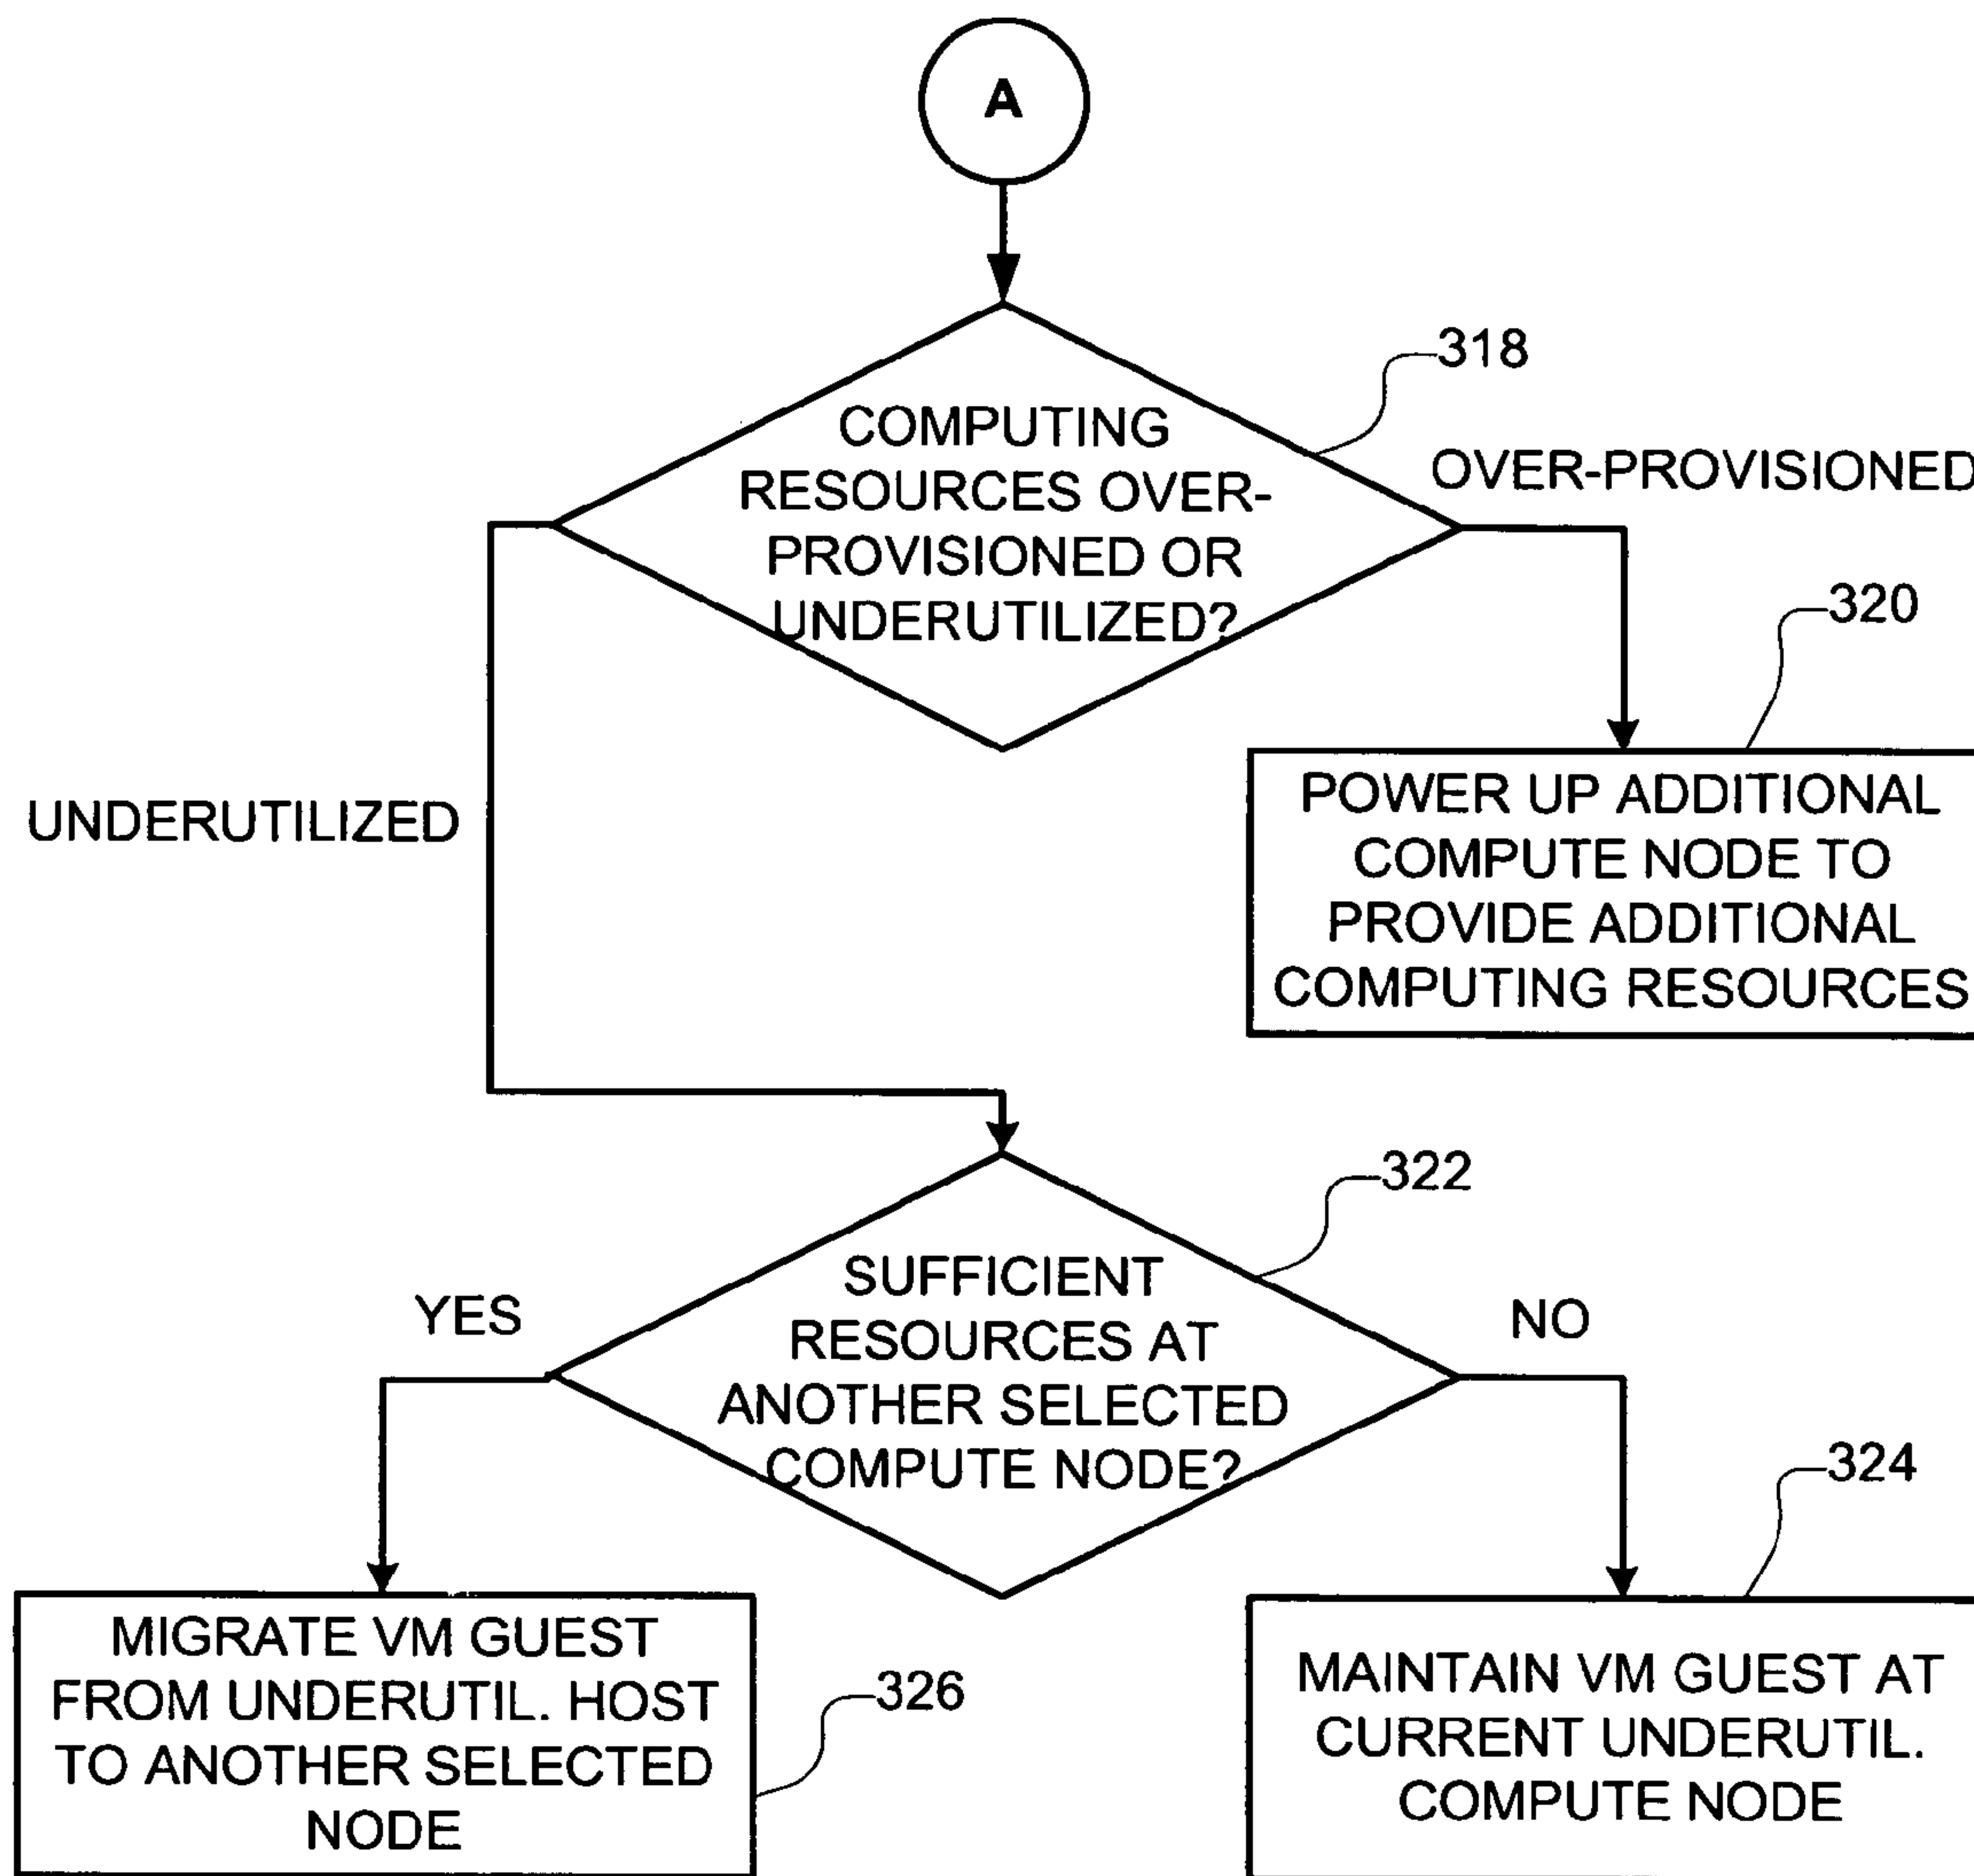 A
318
COMPUTING
RESOURCES OVER-
PROVISIONED OR
UNDERUTILIZED?
OVER-PROVISIONED
320
POWER UP ADDITIONAL
COMPUTE NODE TO
PROVIDE ADDITIONAL
COMPUTING RESOURCES
UNDERUTILIZED
322
SUFFICIENT
RESOURCES AT
ANOTHER SELECTED
COMPUTE NODE?
YES
NO
324
MIGRATE VM GUEST
FROM UNDERUTIL. HOST
TO ANOTHER SELECTED
NODE
326
MAINTAIN VM GUEST AT
CURRENT UNDERUTIL.
COMPUTE NODE